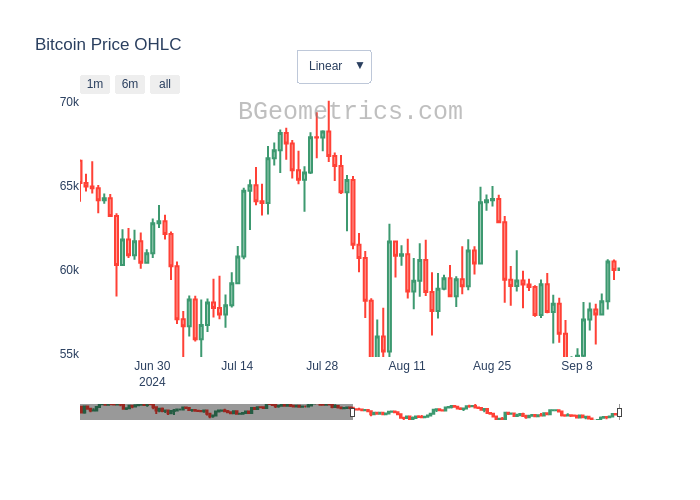 Bitcoin Price OHLC
Linear ▼
1m 6m all
BGeometrics.com
70k
65k
60k
55k
Jun 30 Jul 14 Jul 28 Aug 11 Aug 25 Sep 8
2024